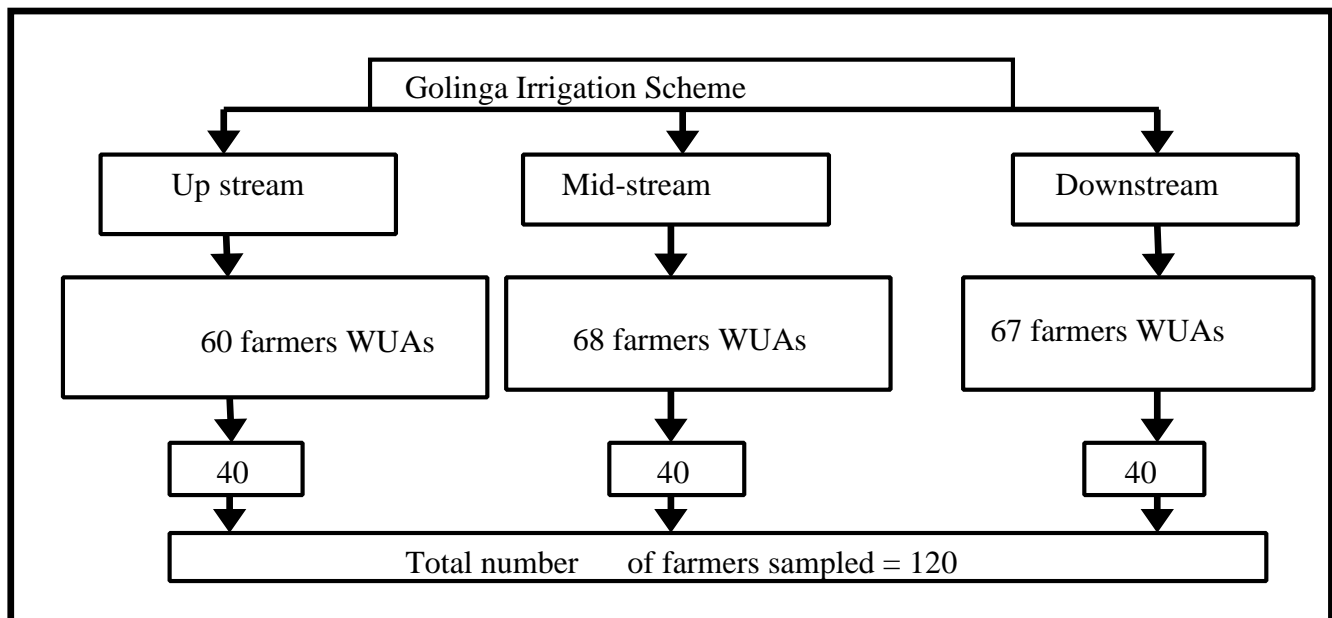 Golinga Irrigation Scheme
Up stream
Mid-stream
Downstream
60 farmers WUAs
68 farmers WUAs
67 farmers WUAs
40
40
40
Total number of farmers sampled = 120